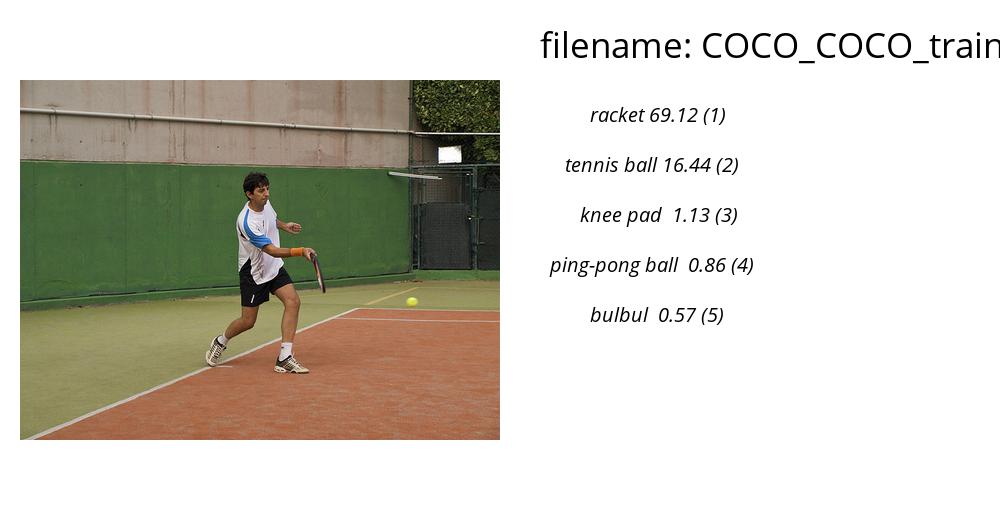 filename: COCO_COCO_train
racket 69.12 (1)
tennis ball 16.44 (2)
knee pad 1.13 (3)
ping-pong ball 0.86 (4)
bulbul 0.57 (5)